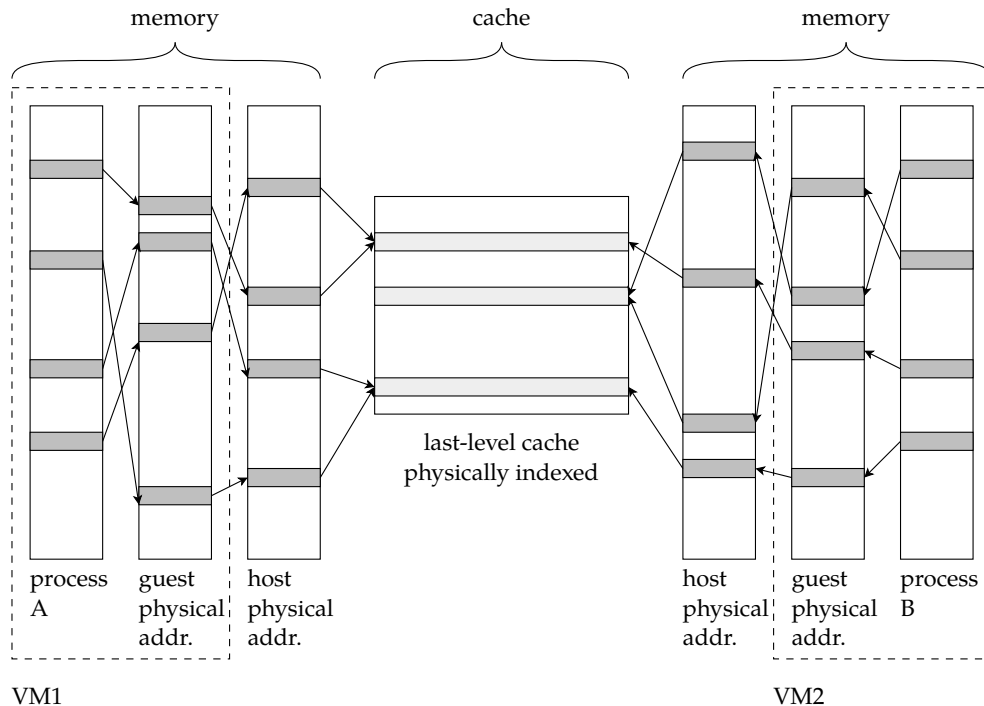 memory
cache
memory
last-level cache
physically indexed
process
A
guest
physical
addr.
host
physical
addr.
host
physical
addr.
guest
physical
addr.
process
B
VM1
VM2